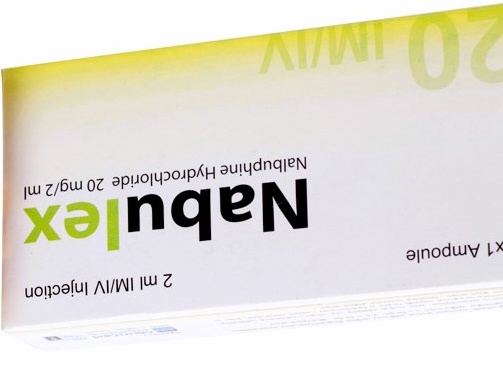 x1 Ampoule
2 ml IM/IV Injection
Nabulex
Nalbuphine Hydrochloride 20 mg/2 ml
20 IM/IV